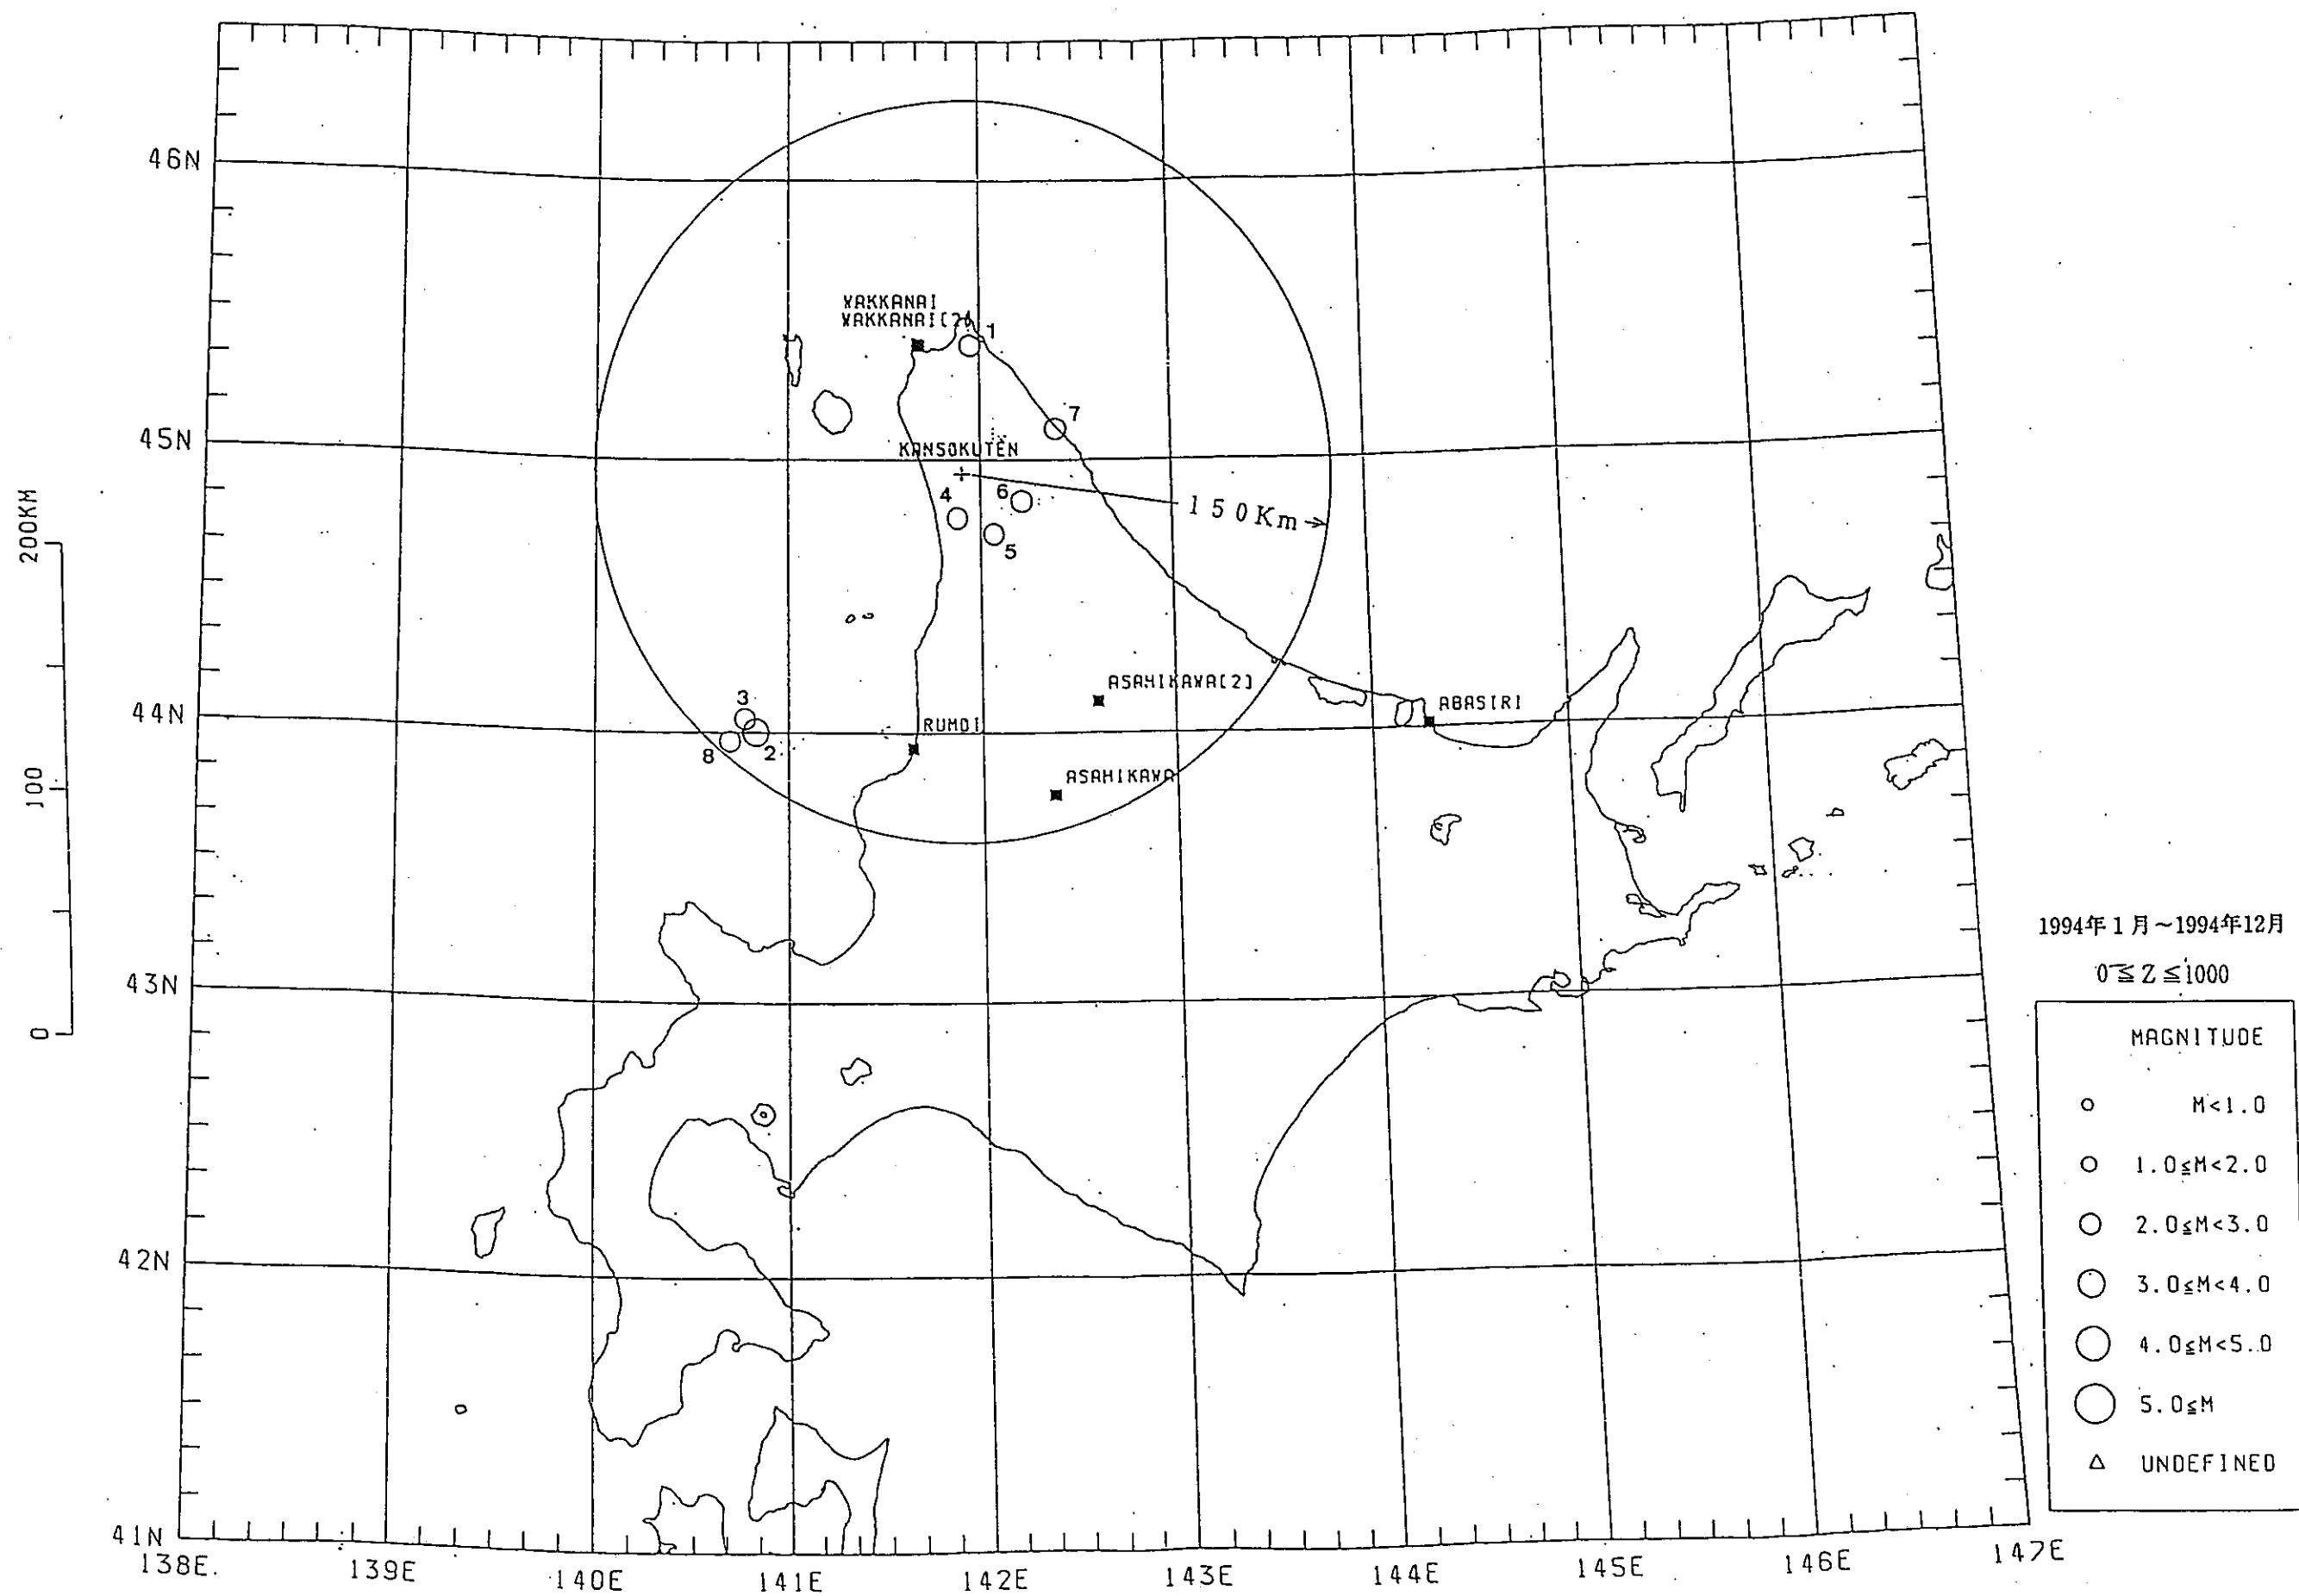 46N
45N
44N
43N
42N
41N
138E.
139E
140E
141E
142E
143E
144E
145E
146E
147E
200KM
100
0
WAKKANAI
WAKKANAI[2]
1
7
KANSOKUTEN
4
6
5
150Km
3
8
2
RUMOI
ASAHIKAWA[2]
ASAHIKAWA
ABASIRI
1994年1月~1994年12月
0≦Z≦1000
MAGNITUDE
M<1.0
1.0≦M<2.0
2.0≦M<3.0
3.0≦M<4.0
4.0≦M<5.0
5.0≦M
UNDEFINED